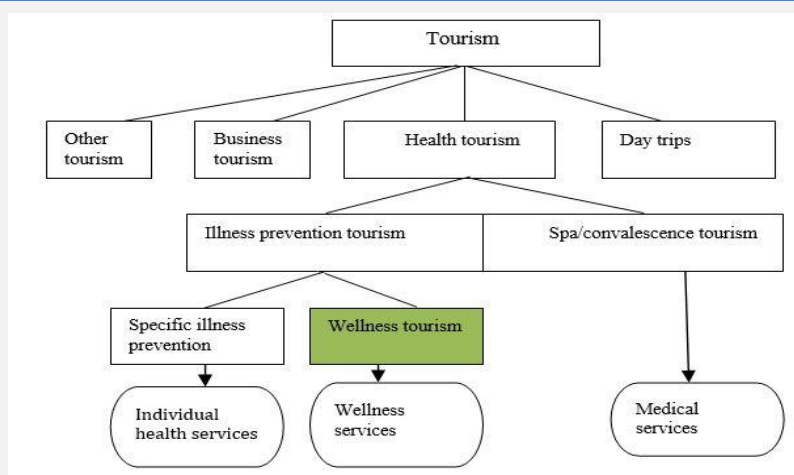 Tourism
Other
tourism
Business
tourism
Health tourism
Day trips
Illness prevention tourism
Spa/convalescence tourism
Specific illness
prevention
Wellness tourism
Individual
health services
Wellness
services
Medical
services